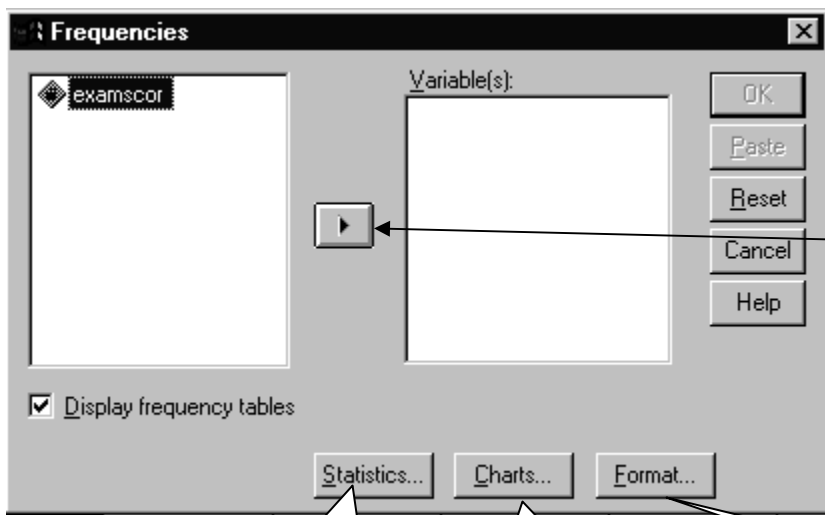 Frequencies
examscor
Variable(s):
OK
Paste
Reset
Cancel
Help
Display frequency tables
Statistics...
Charts...
Format...